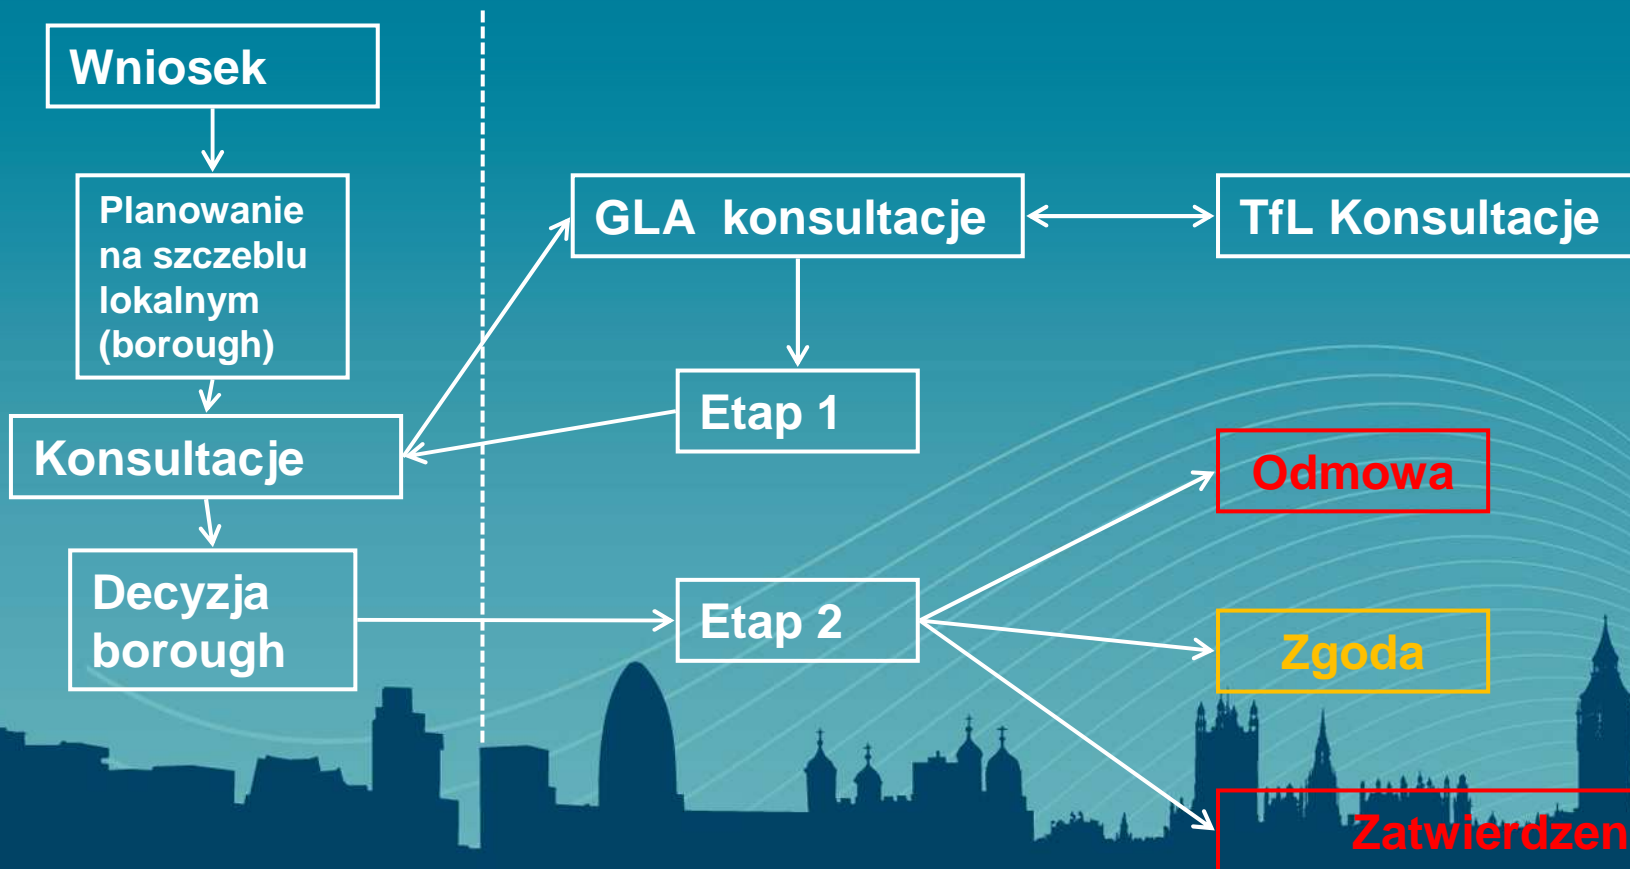 Wniosek
Planowanie
na szczeblu
lokalnym
(borough)
GLA konsultacje
TfL Konsultacje
Etap 1
Konsultacje
Odmowa
Decyzja
borough
Etap 2
Zgoda
Zatwierdzen